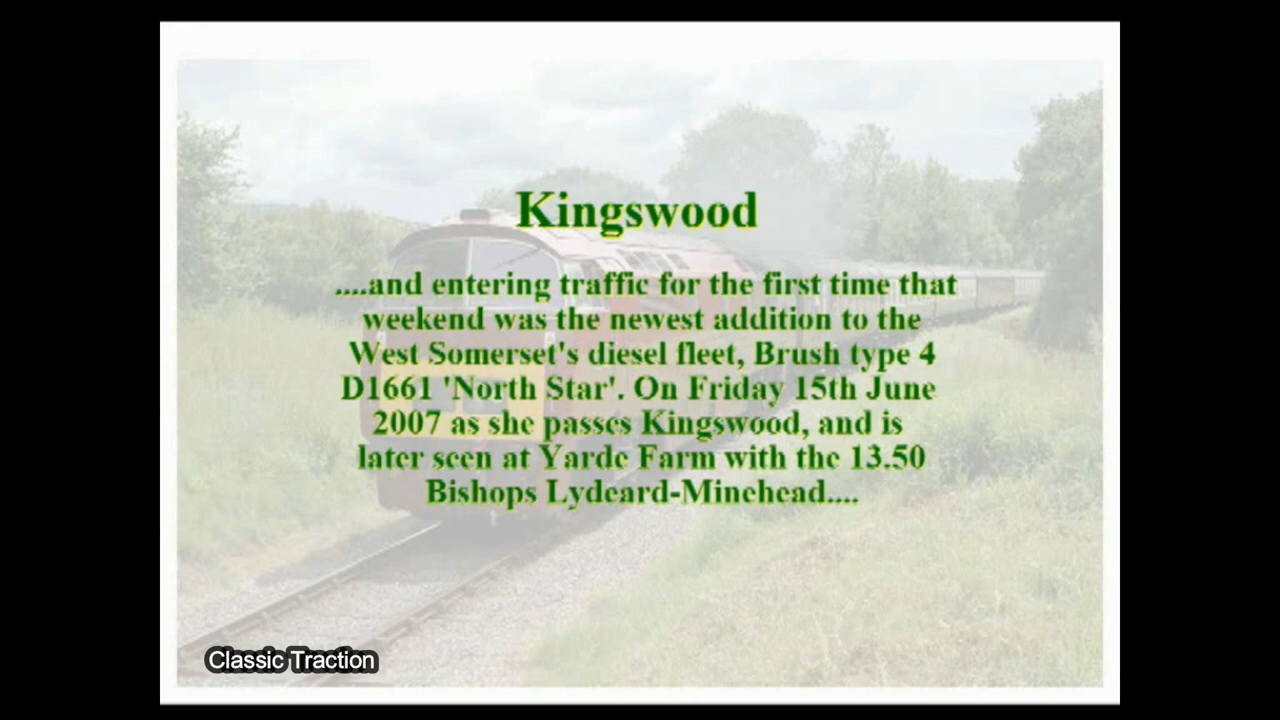 Kingswood
....and entering traffic for the first time that
weekend was the newest addition to the
West Somerset's diesel fleet, Brush type 4
D1661 'North Star'. On Friday 15th June
2007 as she passes Kingswood, and is
later seen at Yarde Farm with the 13.50
Bishops Lydeard-Minehead....
Classic Traction